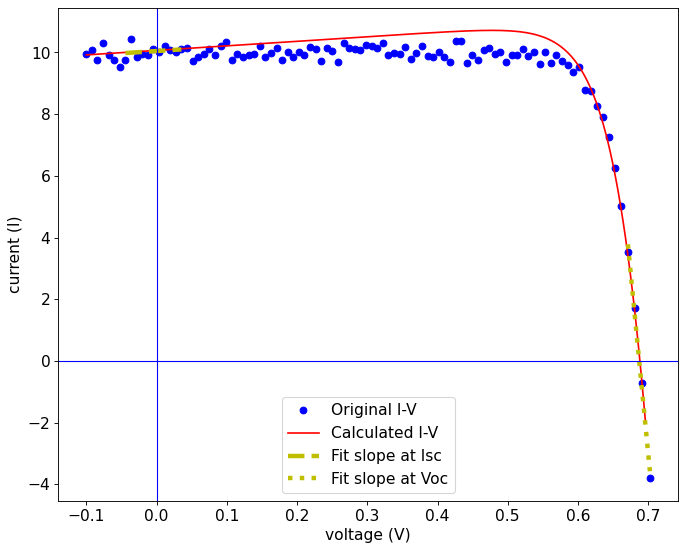 current (I)
10
8
6
4
2
0
−2
−4
Original I-V
Calculated I-V
Fit slope at Isc
Fit slope at Voc
−0.1 0.0 0.1 0.2 0.3 0.4 0.5 0.6 0.7
voltage (V)